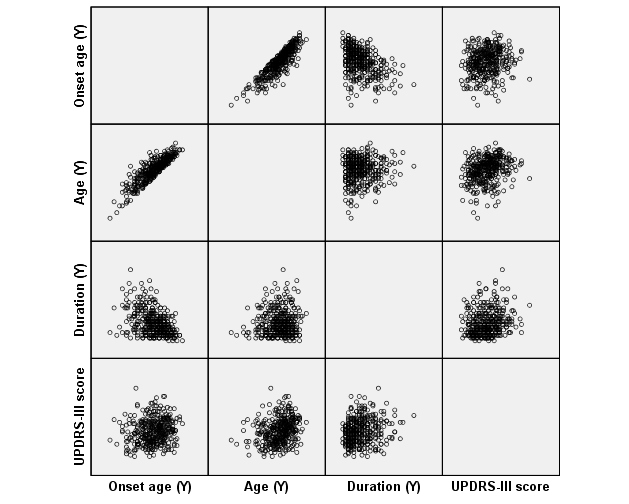 Onset age (Y)
Age (Y)
Duration (Y)
UPDRS-III score
Onset age (Y)
Age (Y)
Duration (Y)
UPDRS-III score